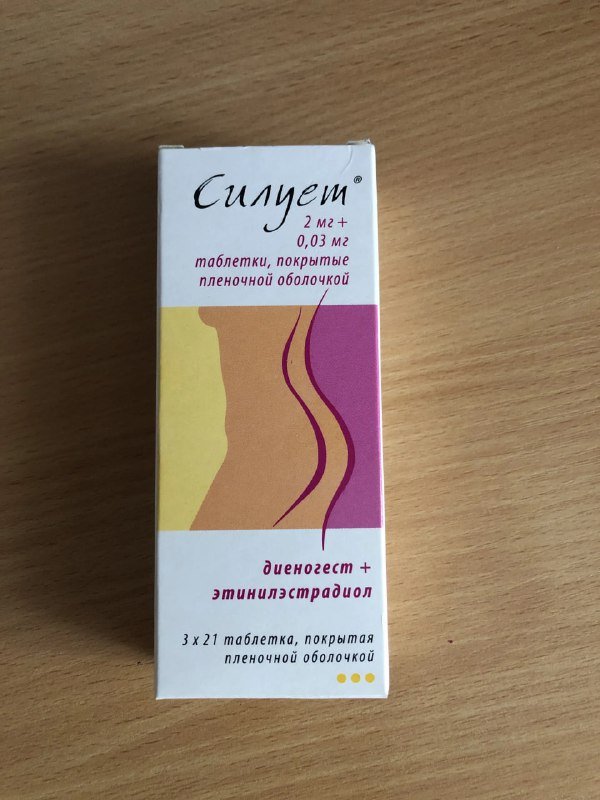 Силует®
2 мг +
0,03 мг
таблетки, покрытые
пленочной оболочкой
диеногест +
этинилэстрадиол
3 x 21 таблетка, покрытая
пленочной оболочкой